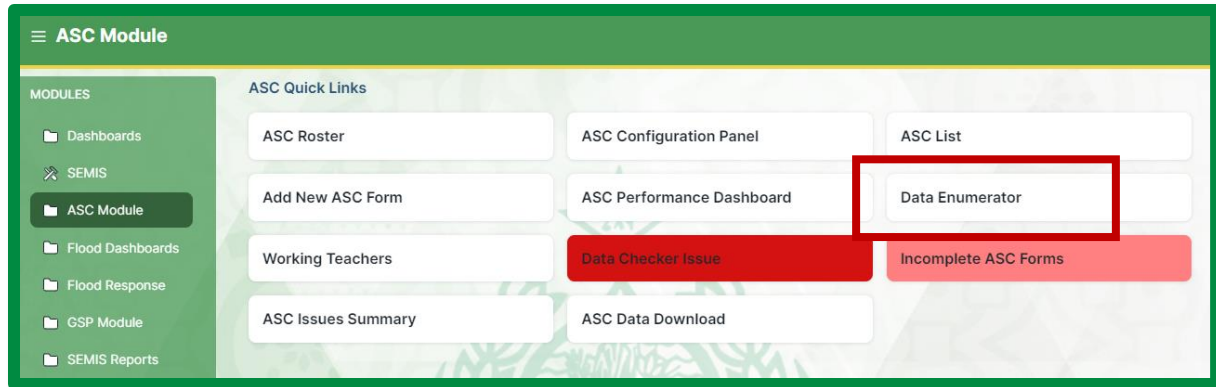 ≡ ASC Module
MODULES
Dashboards
SEMIS
ASC Module
Flood Dashboards
Flood Response
GSP Module
SEMIS Reports
ASC Quick Links
ASC Roster
ASC Configuration Panel
ASC List
Add New ASC Form
ASC Performance Dashboard
Data Enumerator
Working Teachers
Data Checker Issue
Incomplete ASC Forms
ASC Issues Summary
ASC Data Download